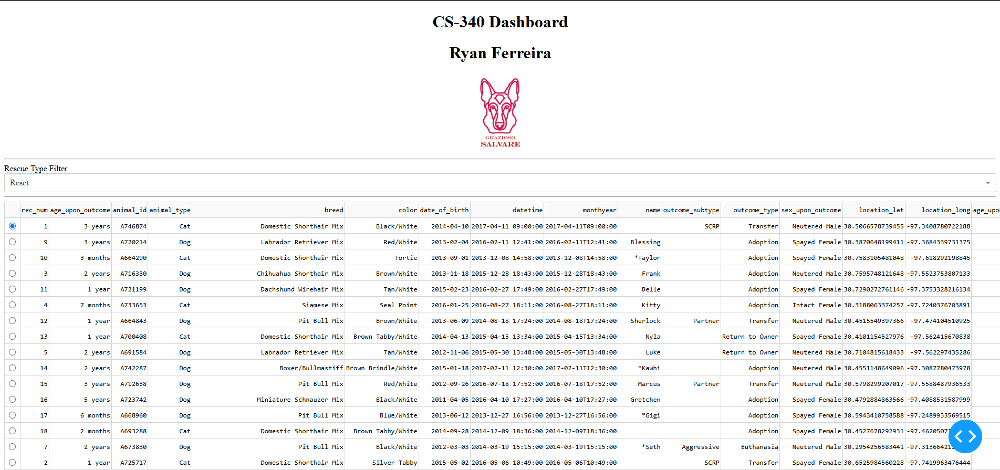 CS-340 Dashboard
Ryan Ferreira
GRAZIOSO
SALVARE
Rescue Type Filter
Reset
rec_num age_upon_outcome animal_id animal_type breed color date_of_birth datetime monthyear name outcome_subtype outcome_type sex_upon_outcome location_lat location_long age_upo
1 3 years A746874 Cat Domestic Shorthair Mix Black/White 2014-04-10 2017-04-11 09:00:00 2017-04-11T09:00:00 SCRP Transfer Neutered Male 30.5066578739455 -97.3408780722188
9 3 years A720214 Dog Labrador Retriever Mix Red/White 2013-02-04 2016-02-11 12:41:00 2016-02-11T12:41:00 Blessing Adoption Spayed Female 30.3870648199411 -97.3684339731375
10 3 months A664290 Cat Domestic Shorthair Mix Tortie 2013-09-01 2013-12-08 14:58:00 2013-12-08T14:58:00 *Taylor Adoption Spayed Female 30.7583105481048 -97.618292198845
3 2 years A716330 Dog Chihuahua Shorthair Mix Brown/White 2013-11-18 2015-12-28 18:43:00 2015-12-28T18:43:00 Frank Adoption Neutered Male 30.7595748121648 -97.5523753807133
11 1 year A721199 Dog Dachshund Wirehair Mix Tan/White 2015-02-23 2016-02-27 17:49:00 2016-02-27T17:49:00 Belle Adoption Spayed Female 30.7290272761146 -97.3753328216134
4 7 months A733653 Cat Siamese Mix Seal Point 2016-01-25 2016-08-27 18:11:00 2016-08-27T18:11:00 Kitty Adoption Intact Female 30.3188063374257 -97.7240376703891
12 1 year A664843 Dog Pit Bull Mix Brown/White 2013-06-09 2014-08-18 17:24:00 2014-08-18T17:24:00 Sherlock Partner Transfer Neutered Male 30.4515549397366 -97.474104510925
13 1 year A700408 Cat Domestic Shorthair Mix Brown Tabby/White 2014-04-13 2015-04-15 13:34:00 2015-04-15T13:34:00 Nyla Return to Owner Spayed Female 30.4101154527976 -97.562415670838
5 2 years A691584 Dog Labrador Retriever Mix Tan/White 2012-11-06 2015-05-30 13:48:00 2015-05-30T13:48:00 Luke Return to Owner Neutered Male 30.7104815618433 -97.562297435286
14 2 years A742287 Dog Boxer/Bullmastiff Brown Brindle/White 2015-01-18 2017-02-11 12:30:00 2017-02-11T12:30:00 *Kawhi Adoption Neutered Male 30.4551148649096 -97.3087780473978
15 3 years A712638 Dog Pit Bull Mix Red/White 2012-09-26 2016-07-18 17:52:00 2016-07-18T17:52:00 Marcus Partner Transfer Neutered Male 30.5798299207017 -97.5588487936533
16 5 years A723742 Dog Miniature Schnauzer Mix Black/White 2011-04-05 2016-04-10 17:27:00 2016-04-10T17:27:00 Gretchen Adoption Spayed Female 30.4792884863566 -97.4088531587999
17 6 months A668960 Dog Pit Bull Mix Blue/White 2013-06-12 2013-12-27 16:56:00 2013-12-27T16:56:00 *Gigi Adoption Spayed Female 30.5943410758588 -97.2489933569515
18 2 months A693288 Cat Domestic Shorthair Mix Brown Tabby/White 2014-09-28 2014-12-09 18:36:00 2014-12-09T18:36:00 Adoption Spayed Female 30.4527678292931
7 2 years A673830 Dog Pit Bull Mix Black/White 2012-03-03 2014-03-19 15:15:00 2014-03-19T15:15:00 *Seth Aggressive Euthanasia Neutered Male 30.2954256583441
2 1 year A725717 Cat Domestic Shorthair Mix Silver Tabby 2015-05-02 2016-05-06 10:49:00 2016-05-06T10:49:00 SCRP Transfer Spayed Female 30.6525984560228 -97.7419963476444